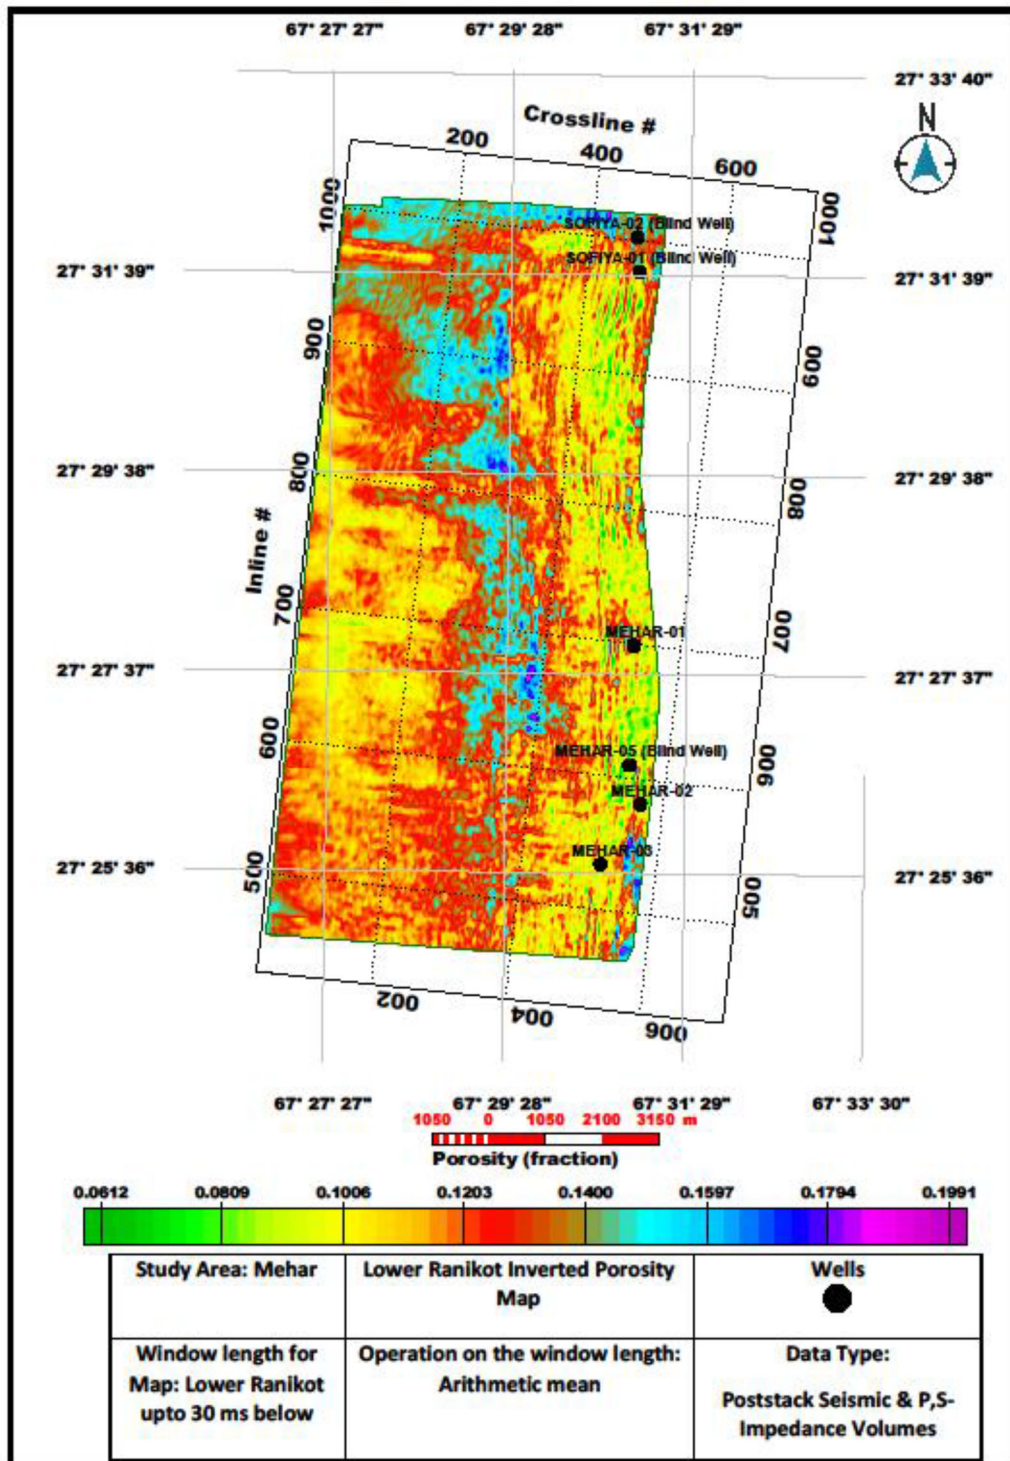 67° 27' 27" 67° 29' 28" 67° 31' 29"
27° 33' 40"
N
Crossline #
200 400 600
1000 1000
SOFIYA-02 (Blind Well)
SOFIYA-01 (Blind Well)
27° 31' 39" 27° 31' 39"
900 900
27° 29' 38" 27° 29' 38"
800 800
Inline #
700 700
MEHAR-01
27° 27' 37" 27° 27' 37"
600 600
MEHAR-05 (Blind Well)
MEHAR-02
MEHAR-03
27° 25' 36" 27° 25' 36"
500 500
200 400 600
67° 27' 27" 67° 29' 28" 67° 31' 29" 67° 33' 30"
1050 0 1050 2100 3150 m
Porosity (fraction)
0.0612 0.0809 0.1006 0.1203 0.1400 0.1597 0.1794 0.1991
Study Area: Mehar
Lower Ranikot Inverted Porosity
Map
Wells
Window length for
Map: Lower Ranikot
upto 30 ms below
Operation on the window length:
Arithmetic mean
Data Type:
Poststack Seismic & P,S-
Impedance Volumes